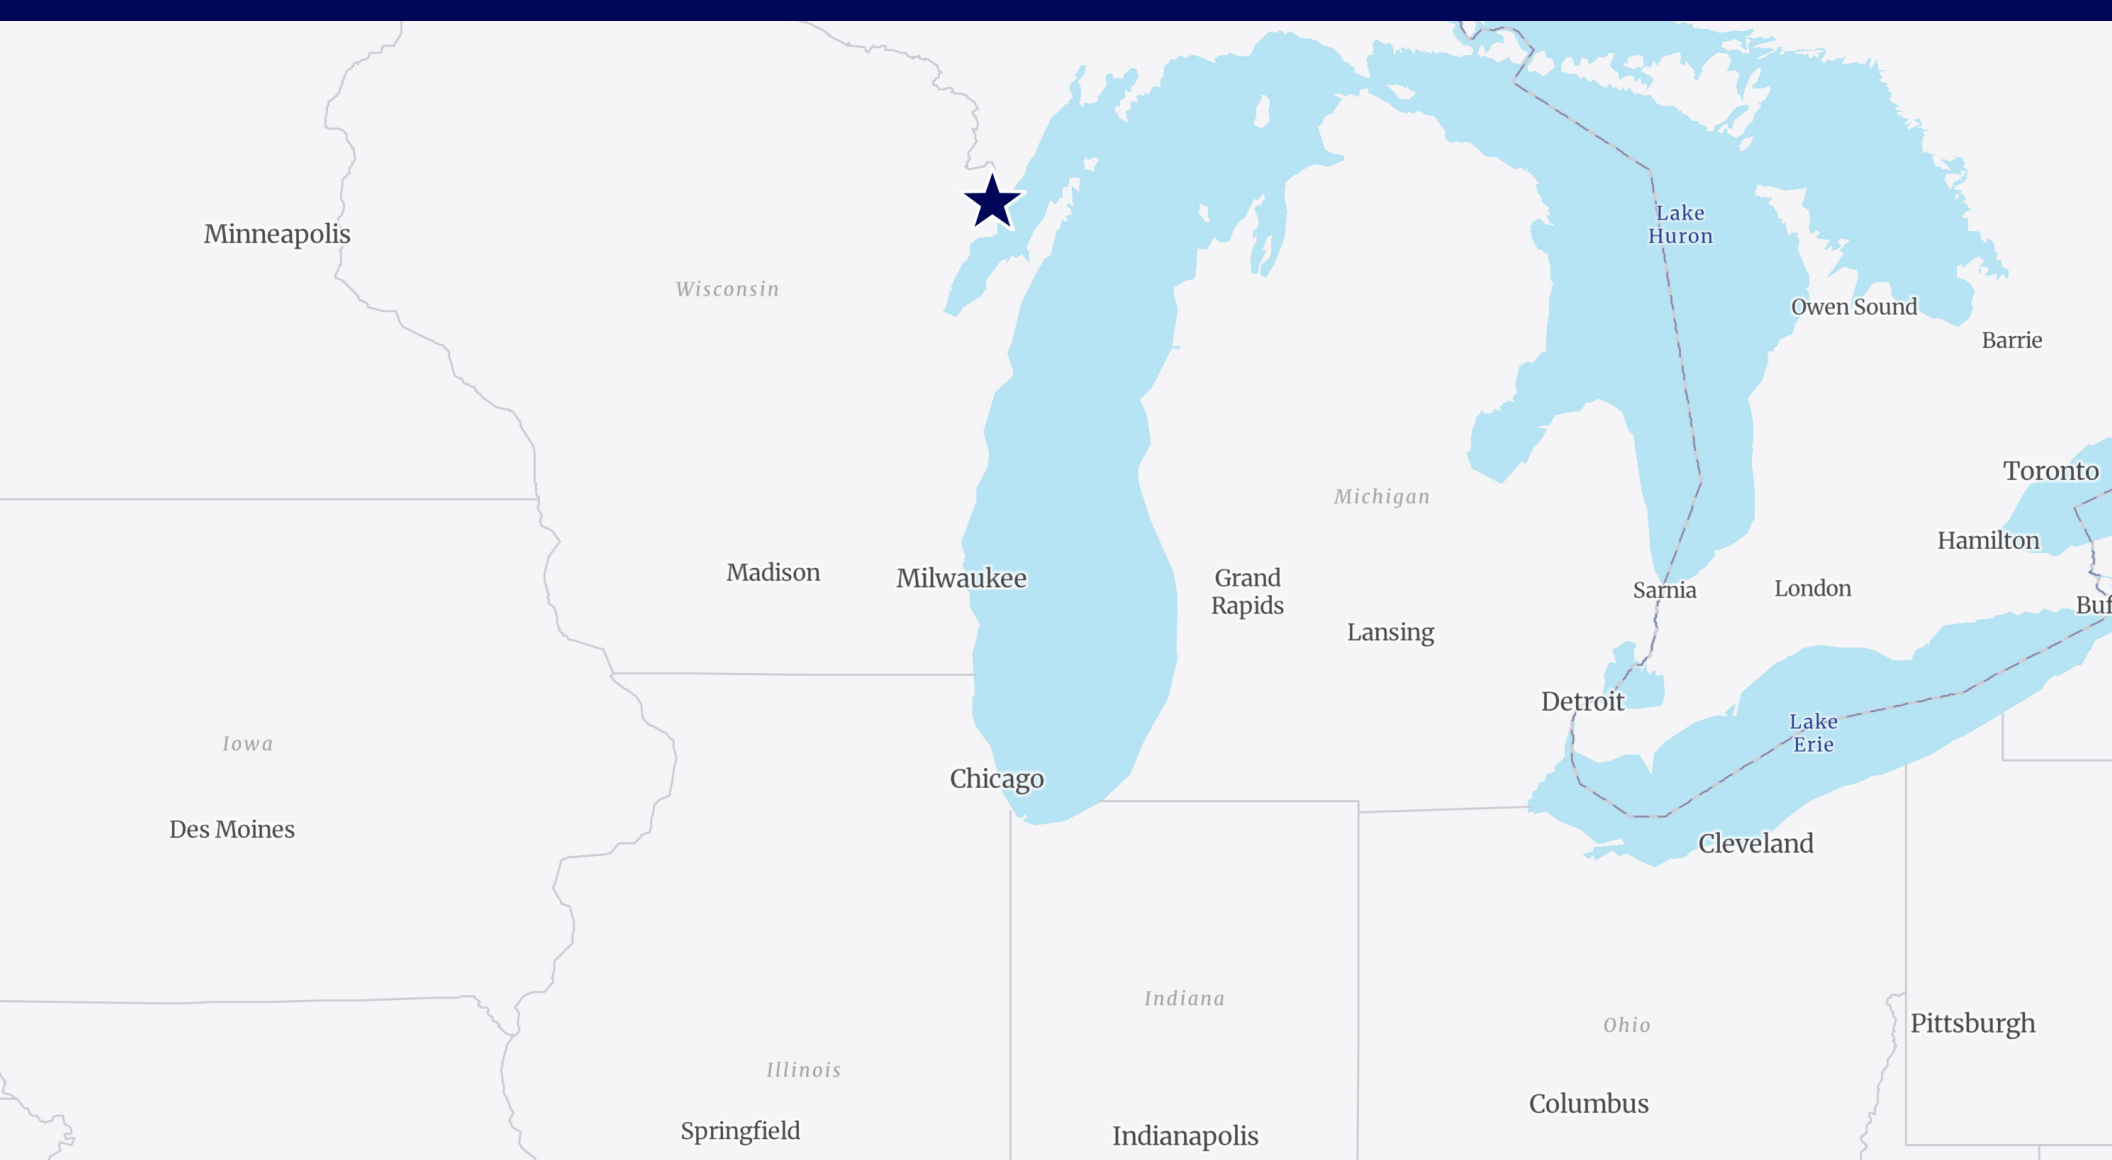 Lake
Huron
Minneapolis
Wisconsin
Owen Sound
Barrie
Toronto
Michigan
Hamilton
Madison
Milwaukee
Grand
Rapids
Sarnia
London
Buf
Lansing
Detroit
Lake
Erie
Iowa
Chicago
Des Moines
Cleveland
Indiana
Ohio
Pittsburgh
Illinois
Columbus
Springfield
Indianapolis